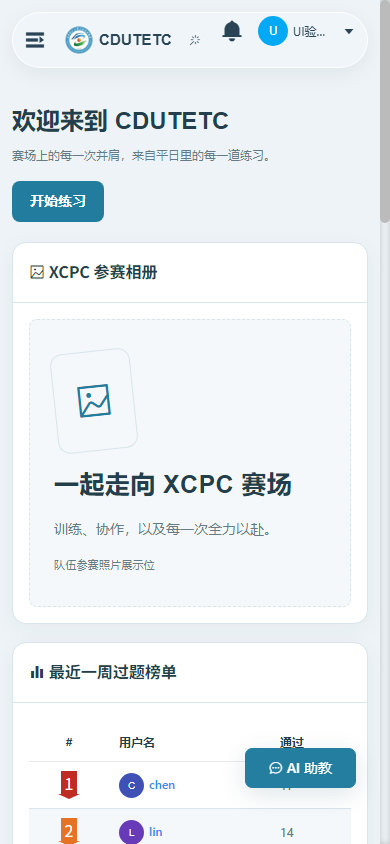 CDUTETC
U
UI验...
欢迎来到 CDUTETC
赛场上的每一次并肩，来自平日里的每一道练习。
开始练习
XCPC 参赛相册
一起走向 XCPC 赛场
训练、协作，以及每一次全力以赴。
队伍参赛照片展示位
最近一周过题榜单
# 用户名 通过
AI 助教
1 C chen
2 L lin 14